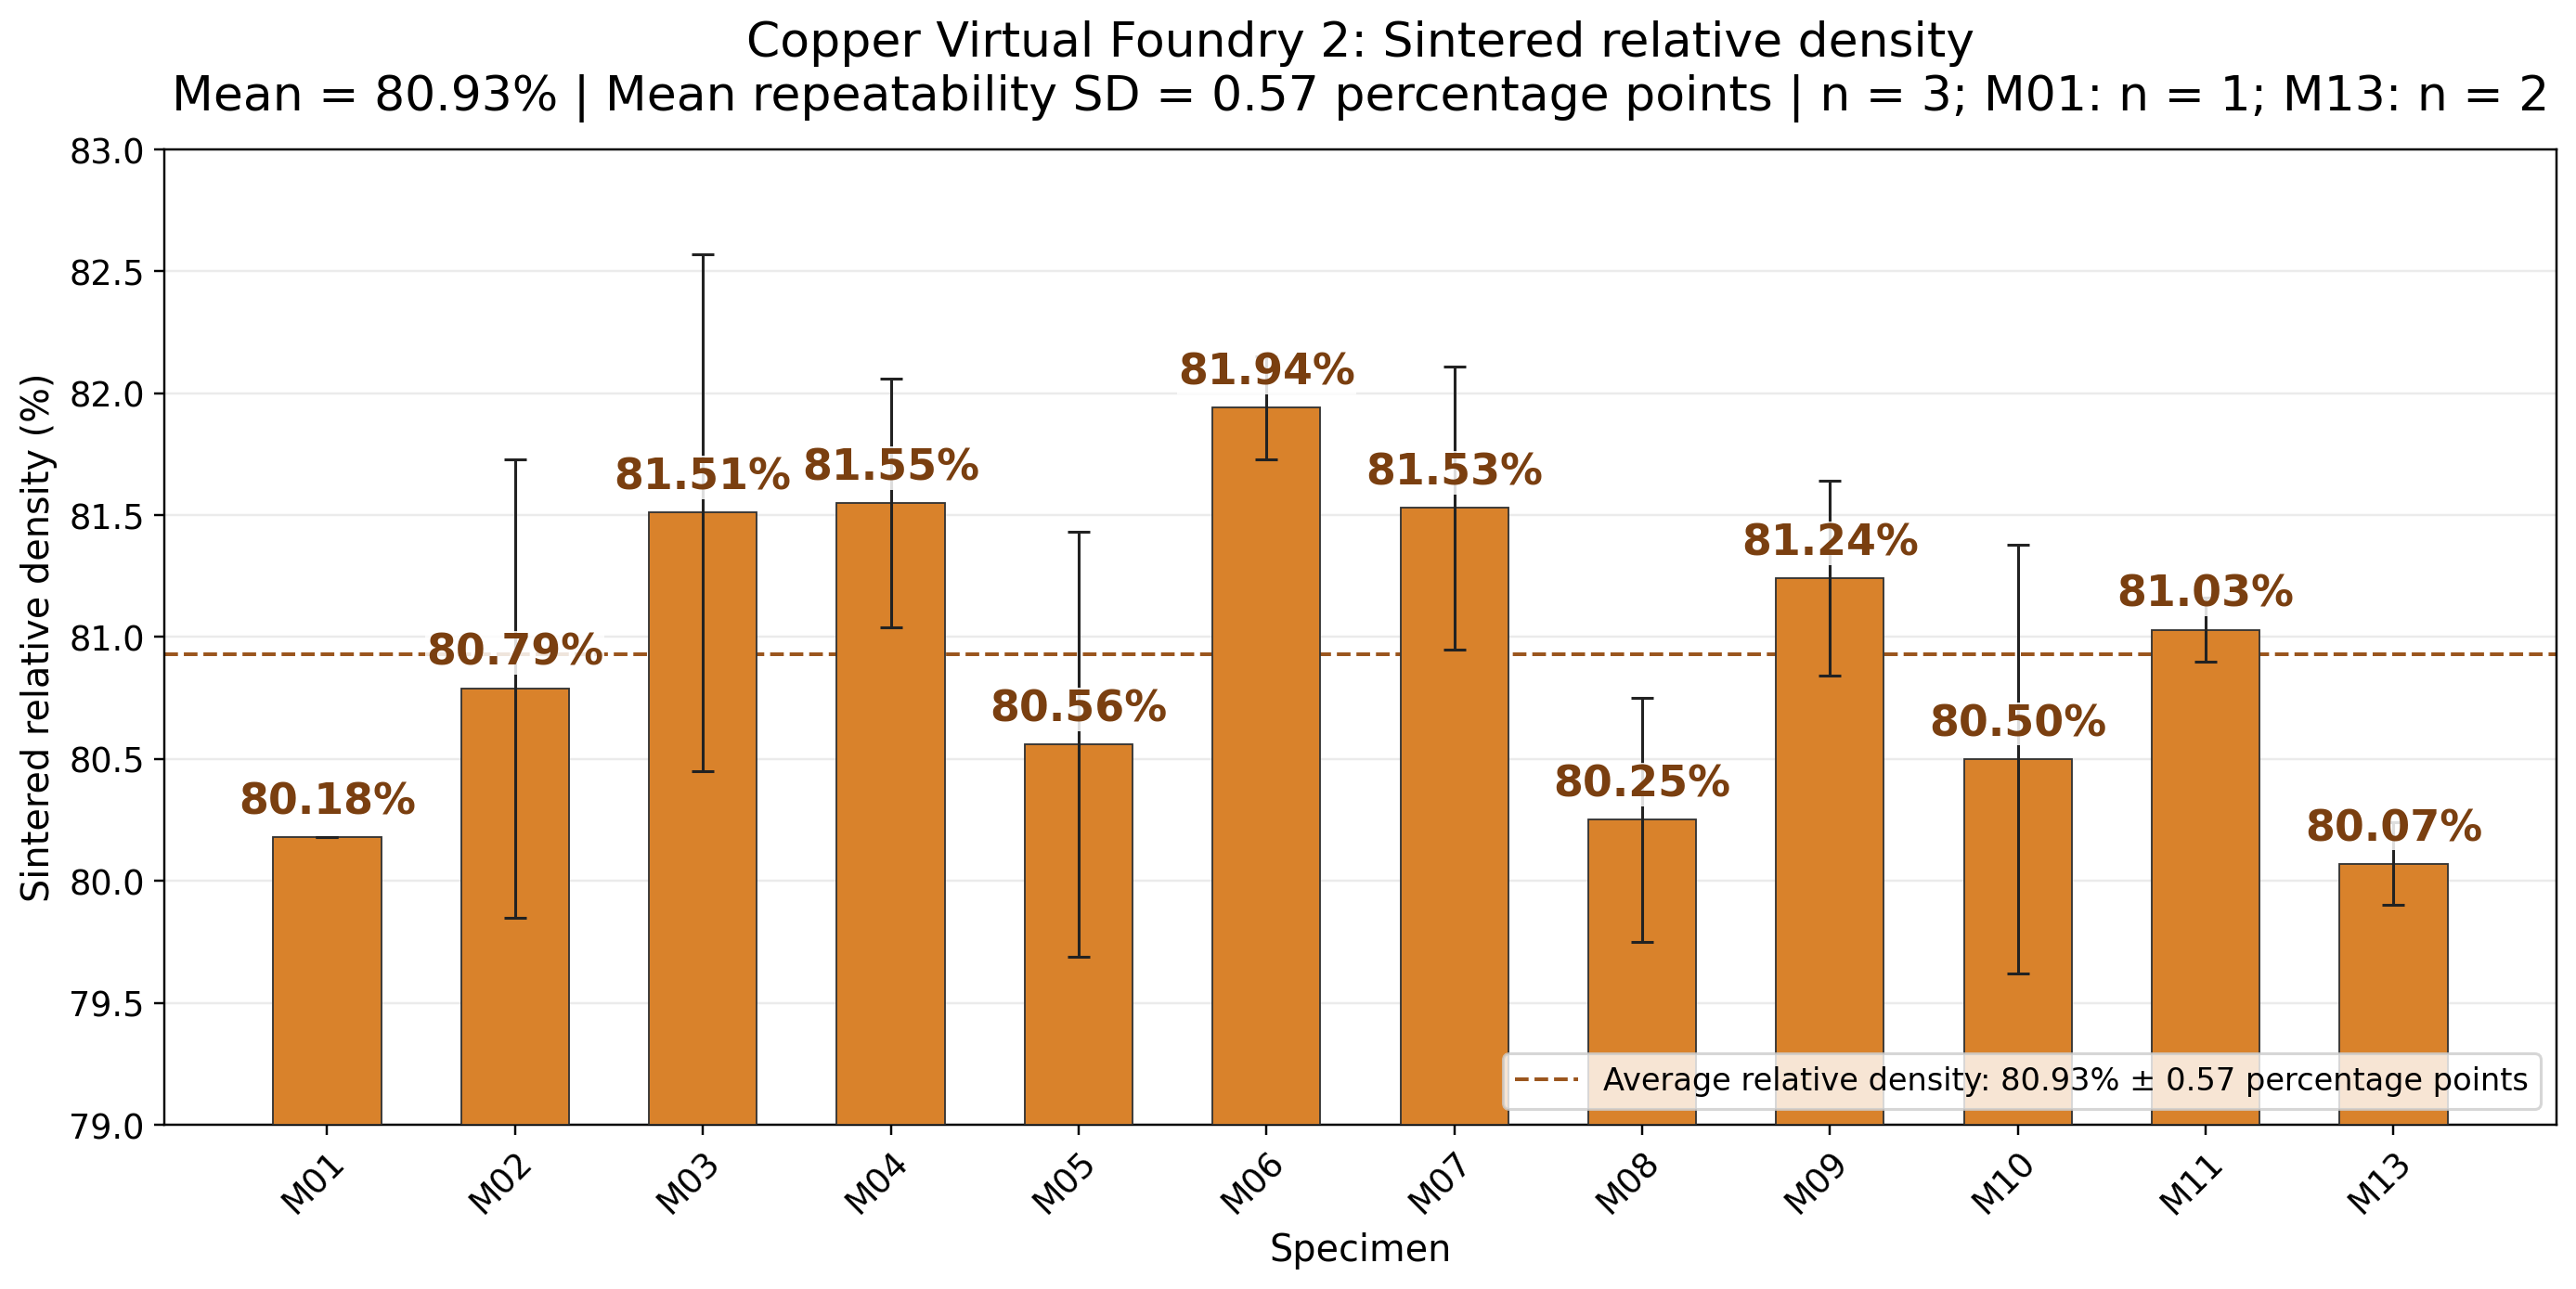 Copper Virtual Foundry 2: Sintered relative density
Mean = 80.93% | Mean repeatability SD = 0.57 percentage points | n = 3; M01: n = 1; M13: n = 2
Sintered relative density (%)
83.0
82.5
82.0
81.5
81.0
80.5
80.0
79.5
79.0
80.18%
80.79%
81.51%
81.55%
80.56%
81.94%
81.53%
80.25%
81.24%
80.50%
81.03%
80.07%
Average relative density: 80.93% ± 0.57 percentage points
M01
M02
M03
M04
M05
M06
M07
M08
M09
M10
M11
M13
Specimen